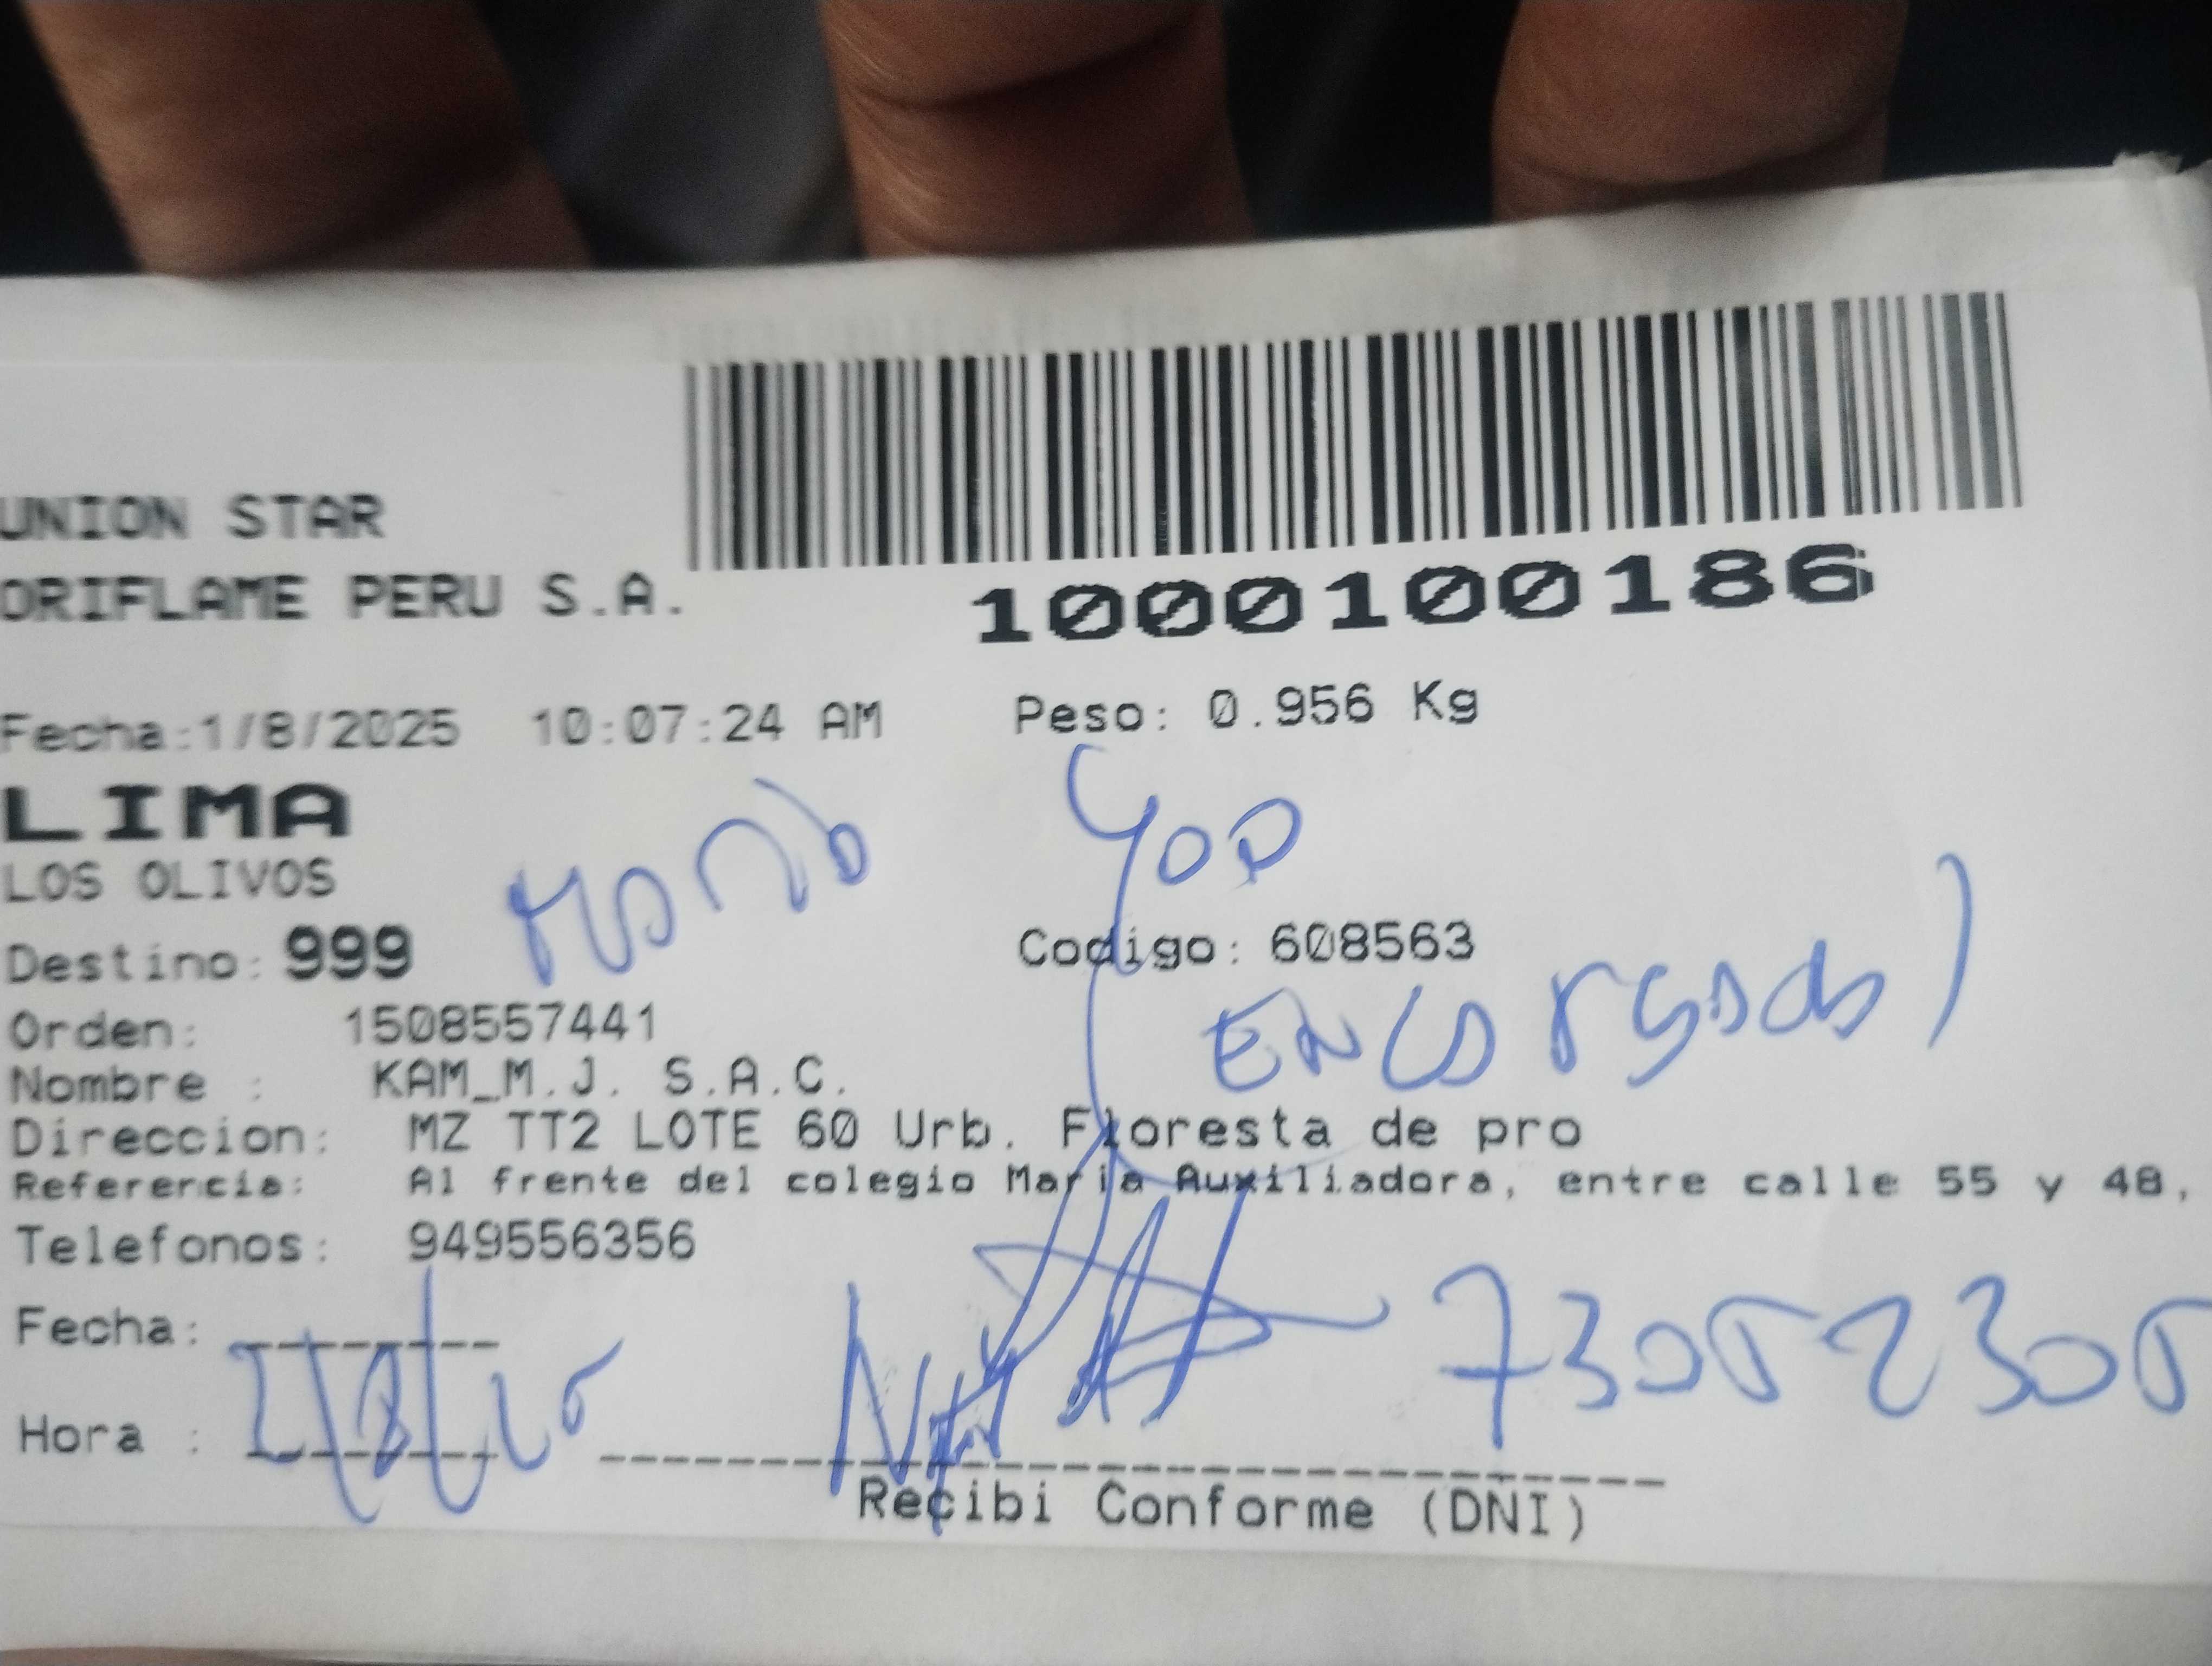 UNION STAR
ORIFLAME PERU S.A.
1000100186
Fecha:1/8/2025 10:07:24 AM Peso: 0.956 Kg
LIMA
LOS OLIVOS
Destino: 999 Codigo: 608563
Orden: 1508557441
Nombre : KAM_M.J. S.A.C.
Direccion: MZ TT2 LOTE 60 Urb. Floresta de pro
Referencia: Al frente del colegio Maria Auxiliadora, entre calle 55 y 48,
Telefonos: 949556356
Fecha:
73052305
Hora :
Recibi Conforme (DNI)